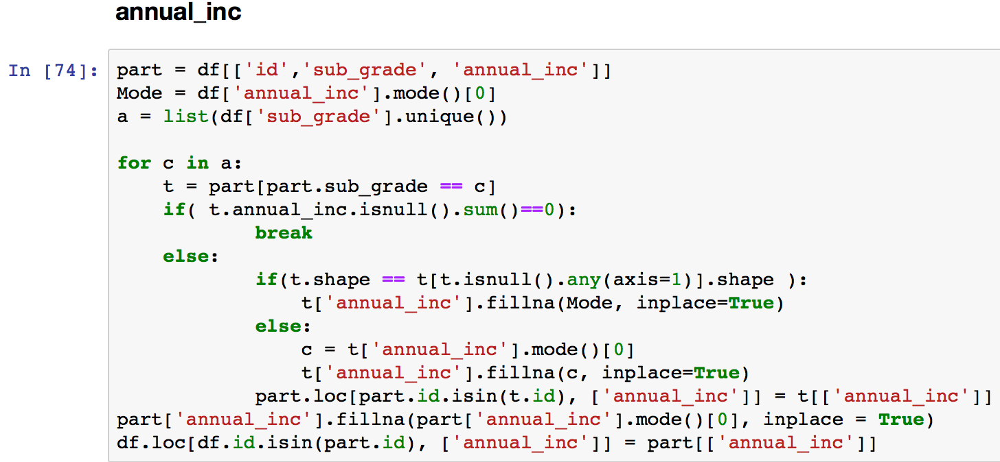 annual_inc
In [74]:
part = df[['id','sub_grade', 'annual_inc']]
Mode = df['annual_inc'].mode()[0]
a = list(df['sub_grade'].unique())

for c in a:
    t = part[part.sub_grade == c]
    if( t.annual_inc.isnull().sum()==0):
            break
    else:
            if(t.shape == t[t.isnull().any(axis=1)].shape ):
                t['annual_inc'].fillna(Mode, inplace=True)
            else:
                c = t['annual_inc'].mode()[0]
                t['annual_inc'].fillna(c, inplace=True)
            part.loc[part.id.isin(t.id), ['annual_inc']] = t[['annual_inc']]
part['annual_inc'].fillna(part['annual_inc'].mode()[0], inplace = True)
df.loc[df.id.isin(part.id), ['annual_inc']] = part[['annual_inc']]